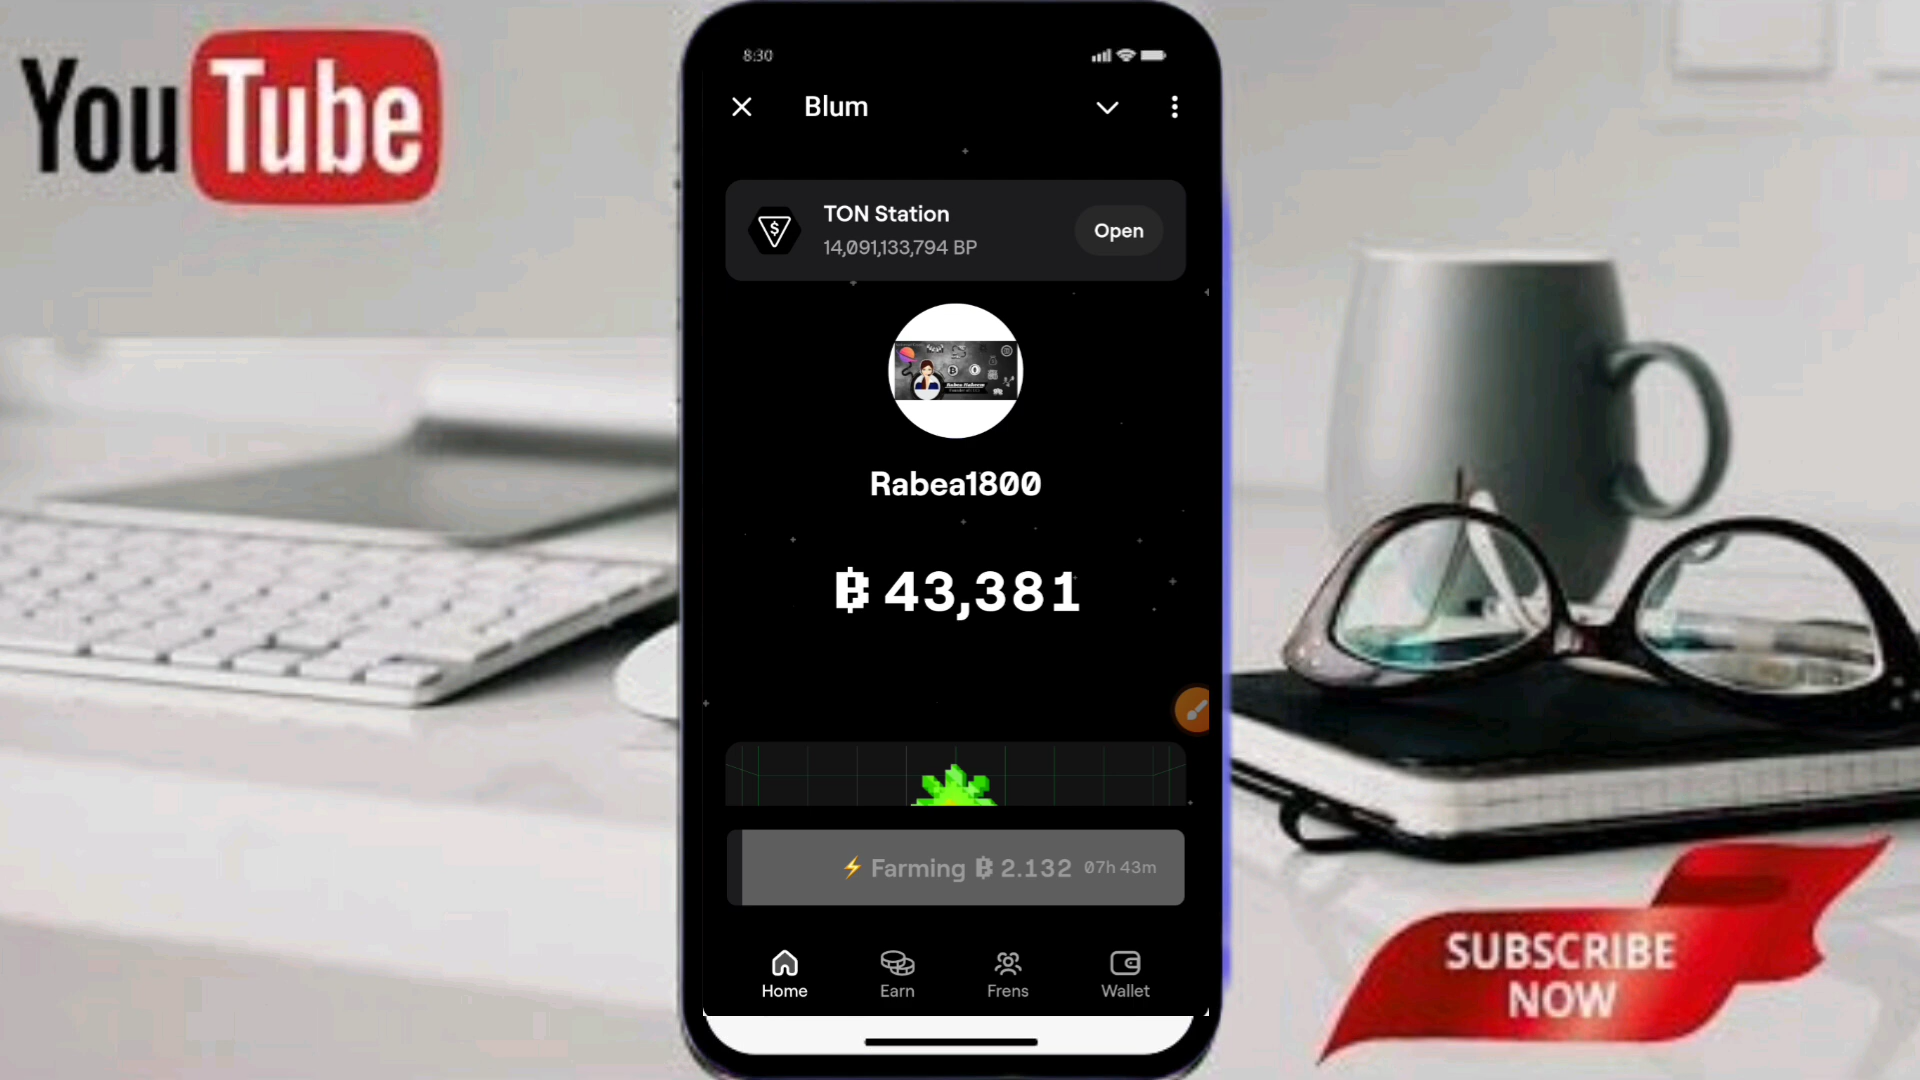 YouTube
8:30
Blum
TON Station
14,091,133,794 BP
Open
Rabea1800
43,381
Farming 2.132 07h 43m
Home
Earn
Frens
Wallet
SUBSCRIBE
NOW